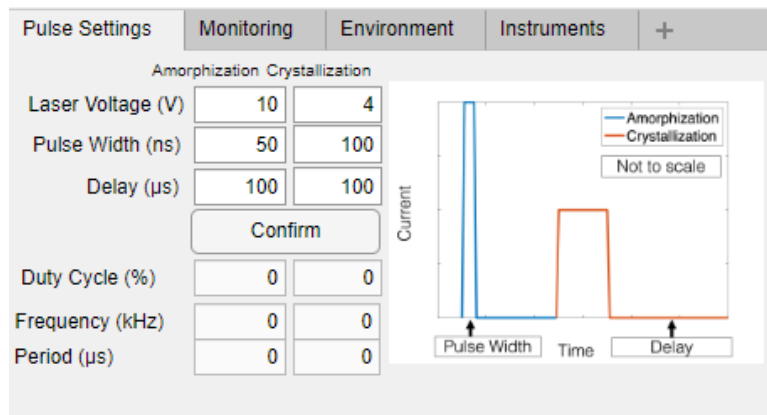 Pulse Settings Monitoring Environment Instruments +
Amorphization Crystallization
Laser Voltage (V) 10 4
Pulse Width (ns) 50 100
Delay (µs) 100 100
Confirm
Duty Cycle (%) 0 0
Frequency (kHz) 0 0
Period (µs) 0 0
Amorphization
Crystallization
Not to scale
Current
Pulse Width Time Delay